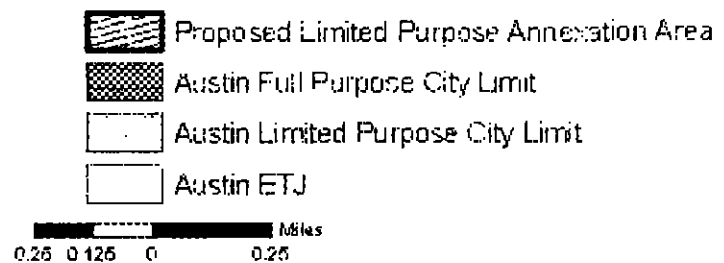 Proposed Limited Purpose Annexation Area
Austin Full Purpose City Limit
Austin Limited Purpose City Limit
Austin ETJ
Miles
0.25 0.125 0 0.25